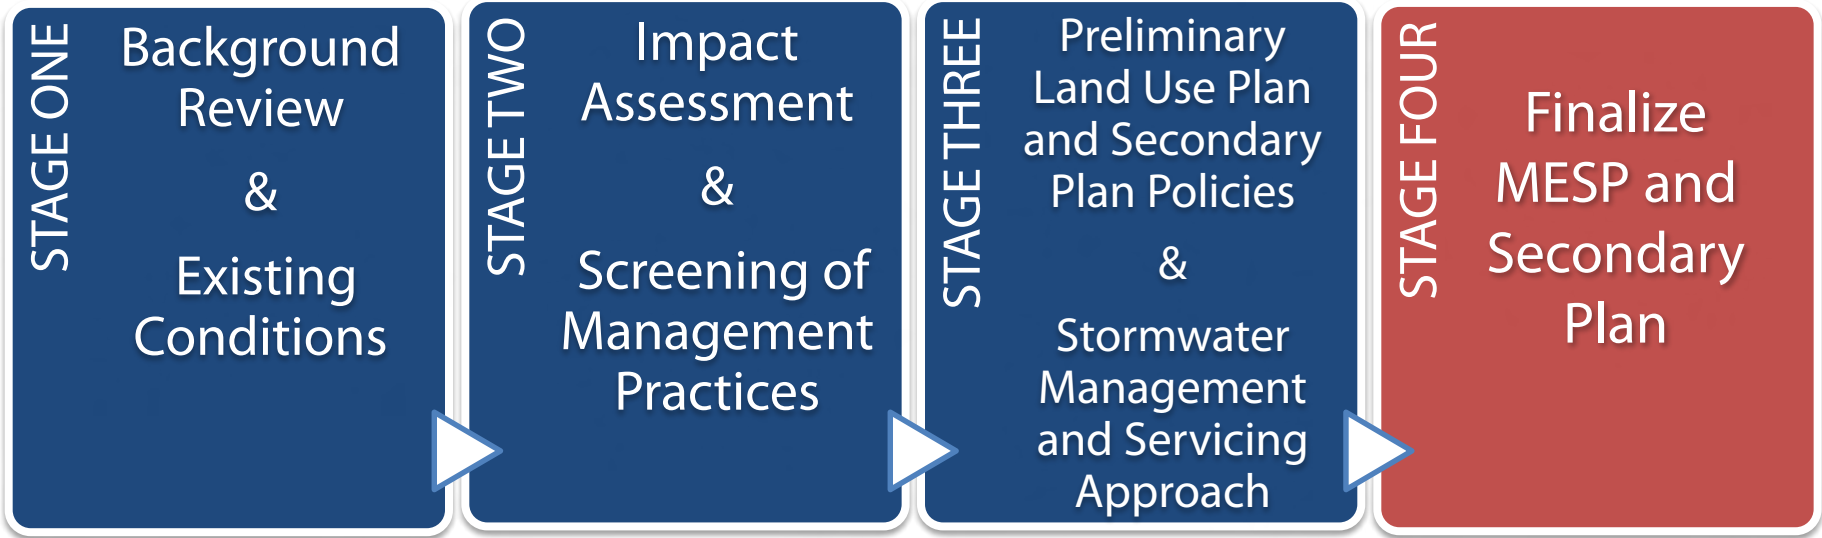 STAGE ONE
Background
Review
&
Existing
Conditions
STAGE TWO
Impact
Assessment
&
Screening of
Management
Practices
STAGE THREE
Preliminary
Land Use Plan
and Secondary
Plan Policies
&
Stormwater
Management
and Servicing
Approach
STAGE FOUR
Finalize
MESP and
Secondary
Plan